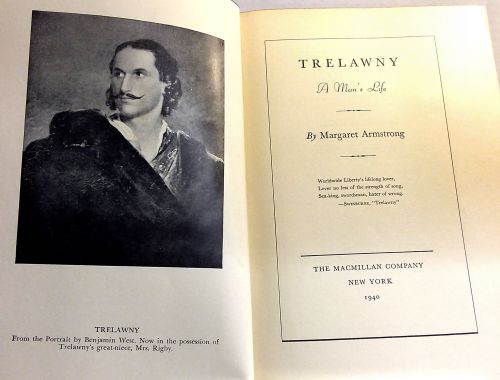 TRELAWNY
From the Portrait by Benjamin West. Now in the possession of
Trelawny's great-niece, Mrs. Rigby.
TRELAWNY
A Man's Life
By Margaret Armstrong
Worldwide Liberty's lifelong lover,
Lover no less of the strength of song,
Sea-king, swordsman, hater of wrong.
—SWINBURNE, "Trelawny"
THE MACMILLAN COMPANY
NEW YORK
1940